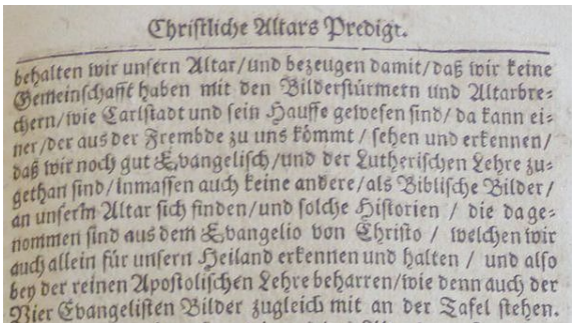 Christliche Altars Predigt.
behalten wir unsern Altar/und bezeugen damit/daß wir keine
Gemeinschafft haben mit den Bilderstürmern und Altarbre⸗
chern/wie Carlstadt und sein Hauffe gewesen sind/ da kann ei⸗
ner/der aus der Frembde zu uns kömmt / sehen und erkennen/
daß wir noch gut Evangelisch/und der Lutherischen Lehre zu⸗
gethan sind/inmassen auch keine andere/als Biblische Bilder/
an unserm Altar sich finden/und solche Historien / die dage⸗
nommen sind aus dem Evangelio von Christo / welchen wir
auch allein für unsern Heiland erkennen und halten / und also
bey der reinen Apostolischen Lehre beharren/wie denn auch der
Vier Evangelisten Bilder zugleich mit an der Tafel stehen.